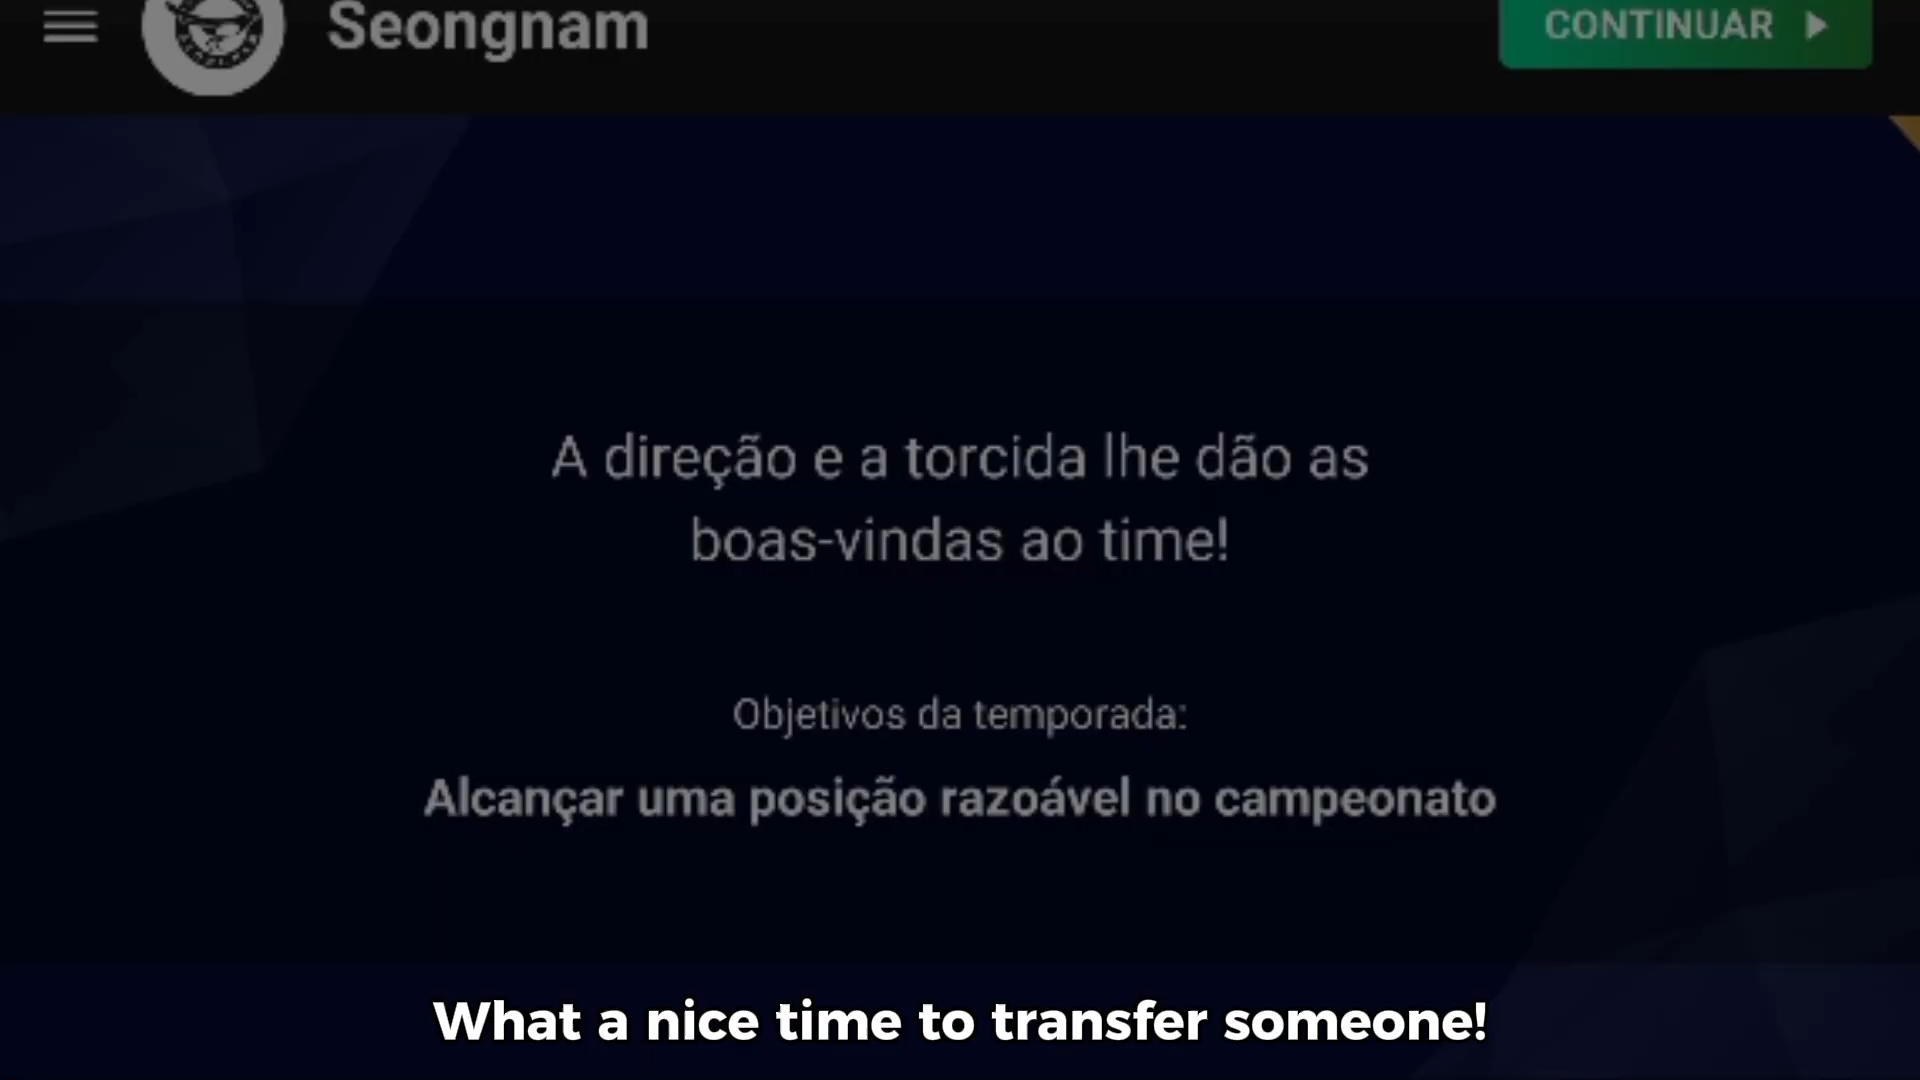 Seongnam
CONTINUAR
A direção e a torcida lhe dão as
boas-vindas ao time!
Objetivos da temporada:
Alcançar uma posição razoável no campeonato
What a nice time to transfer someone!